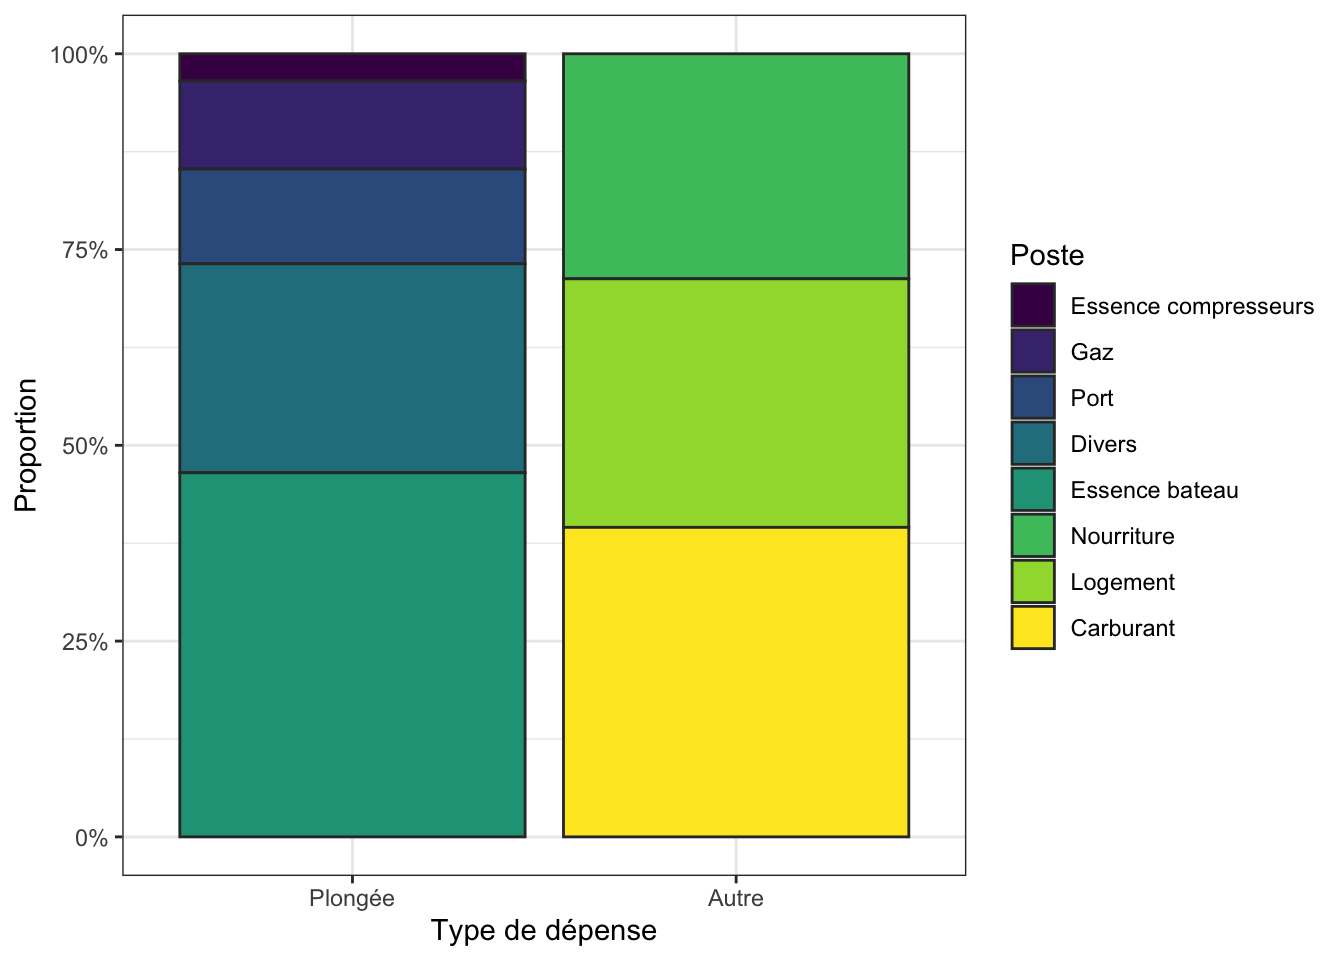 100%
75%
50%
25%
0%
Proportion
Plongée
Autre
Type de dépense
Poste
Essence compresseurs
Gaz
Port
Divers
Essence bateau
Nourriture
Logement
Carburant